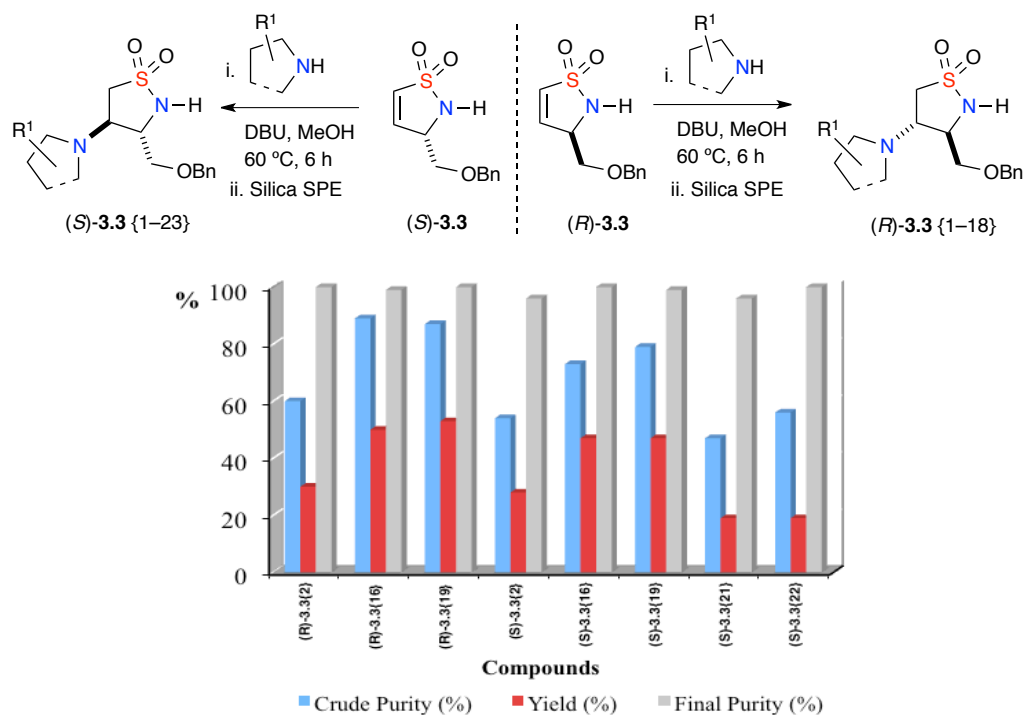 R1
i.
NH
DBU, MeOH
60 ºC, 6 h
ii. Silica SPE
O
O
S
N
H
R1
N
OBn
(S)-3.3 {1–23}
O
O
S
N
H
OBn
(S)-3.3
O
O
S
N
H
OBn
(R)-3.3
R1
i.
NH
DBU, MeOH
60 ºC, 6 h
ii. Silica SPE
O
O
S
N
H
R1
N
OBn
(R)-3.3 {1–18}
%
100
80
60
40
20
0
(R)-3.3{2}
(R)-3.3{16}
(R)-3.3{19}
(S)-3.3{2}
(S)-3.3{16}
(S)-3.3{19}
(S)-3.3{21}
(S)-3.3{22}
Compounds
Crude Purity (%)
Yield (%)
Final Purity (%)